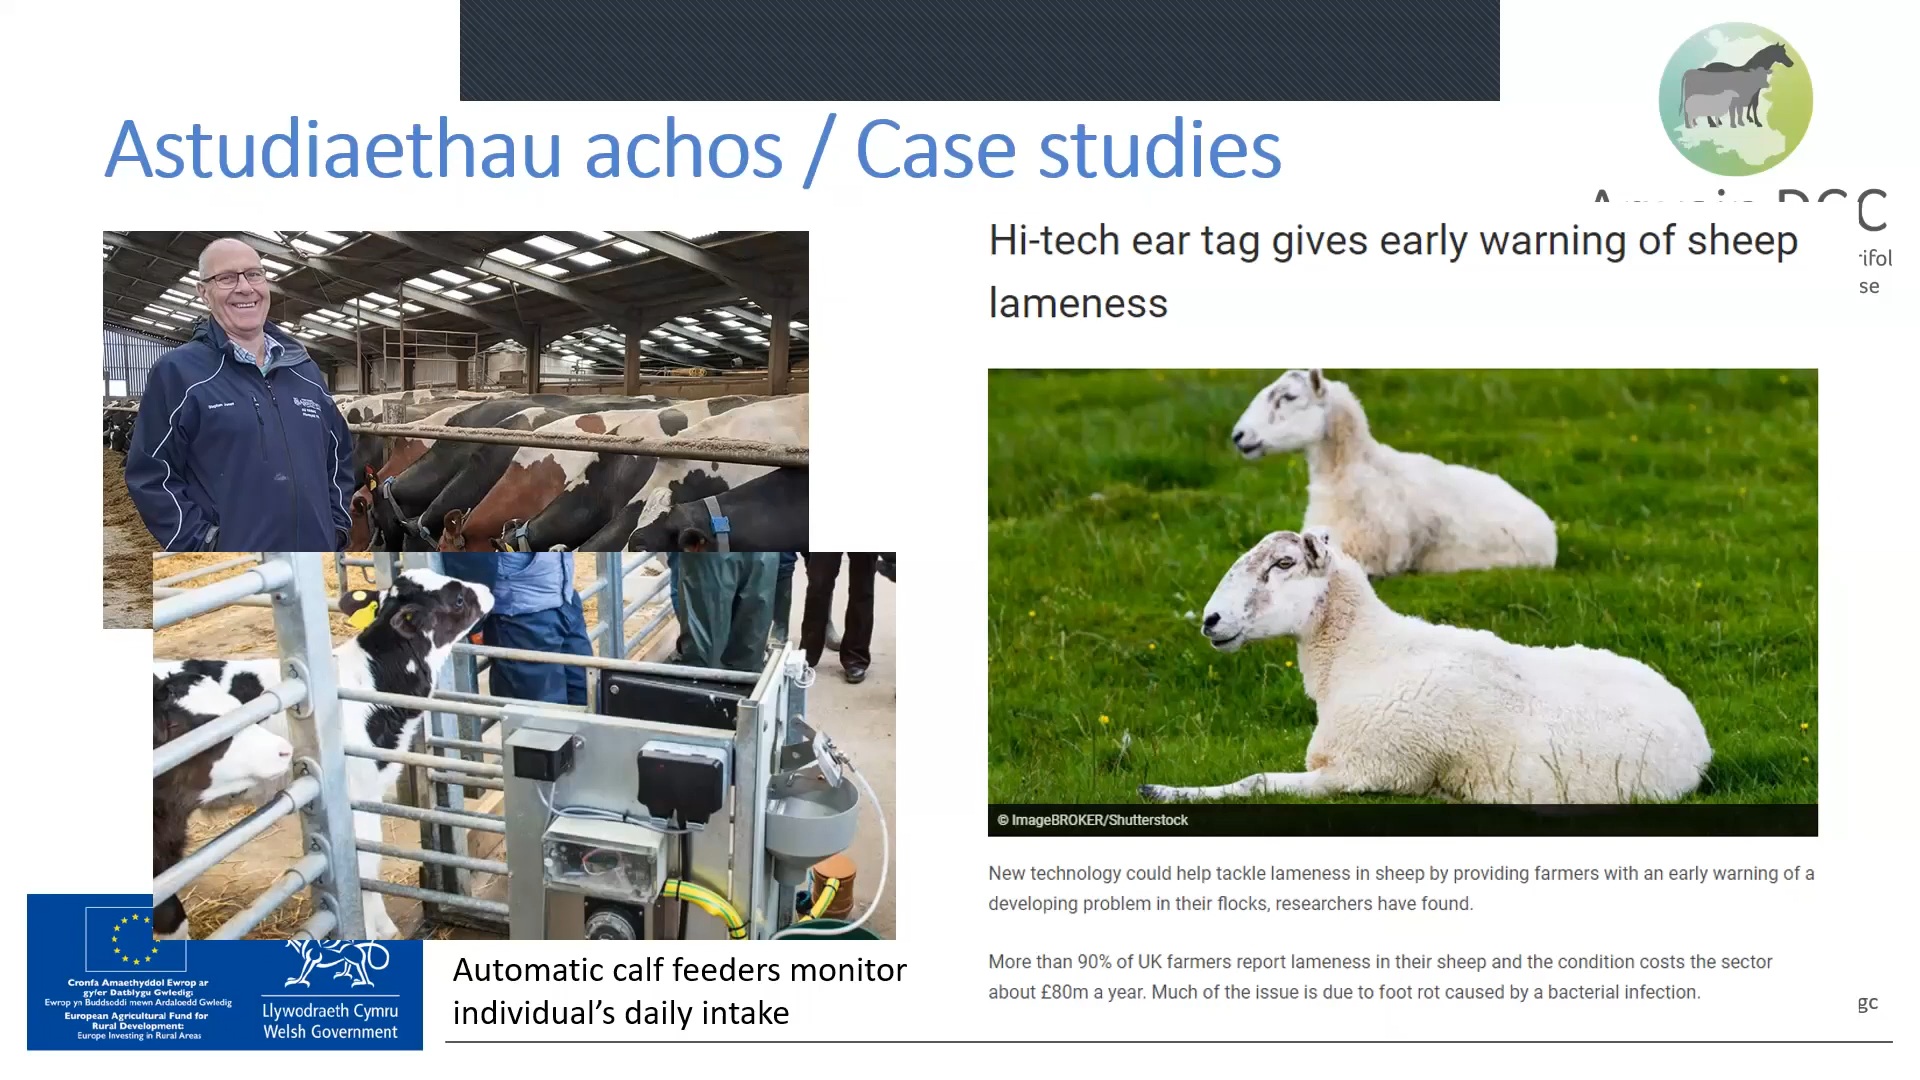 Astudiaethau achos / Case studies
Hi-tech ear tag gives early warning of sheep
lameness
© ImageBROKER/Shutterstock
New technology could help tackle lameness in sheep by providing farmers with an early warning of a
developing problem in their flocks, researchers have found.
More than 90% of UK farmers report lameness in their sheep and the condition costs the sector
about £80m a year. Much of the issue is due to foot rot caused by a bacterial infection.
Automatic calf feeders monitor
individual's daily intake
Cronfa Amaethyddol Ewrop ar
gyfer Datblygu Gwledig:
Ewrop yn Buddsoddi mewn Ardaloedd Gwledig
European Agricultural Fund for
Rural Development:
Europe Investing in Rural Areas
Llywodraeth Cymru
Welsh Government